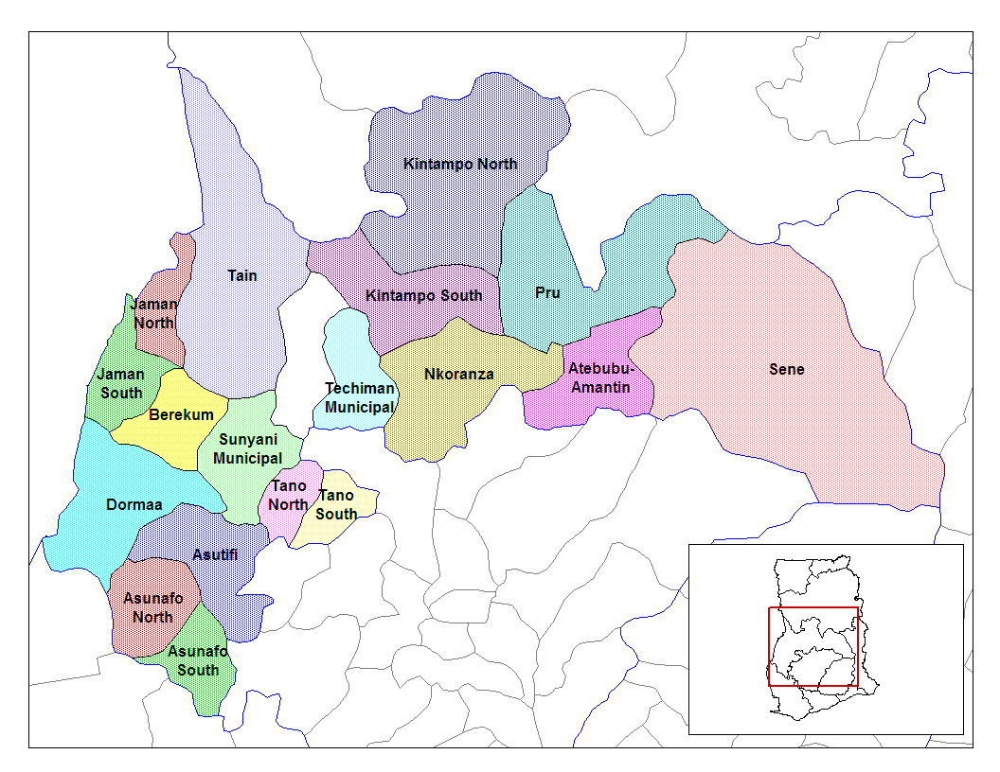 Kintampo North
Tain
Kintampo South
Pru
Jaman
North
Sene
Nkoranza
Atebubu-
Amantin
Jaman
South
Techiman
Municipal
Berekum
Sunyani
Municipal
Tano
North
Tano
South
Dormaa
Asutifi
Asunafo
North
Asunafo
South